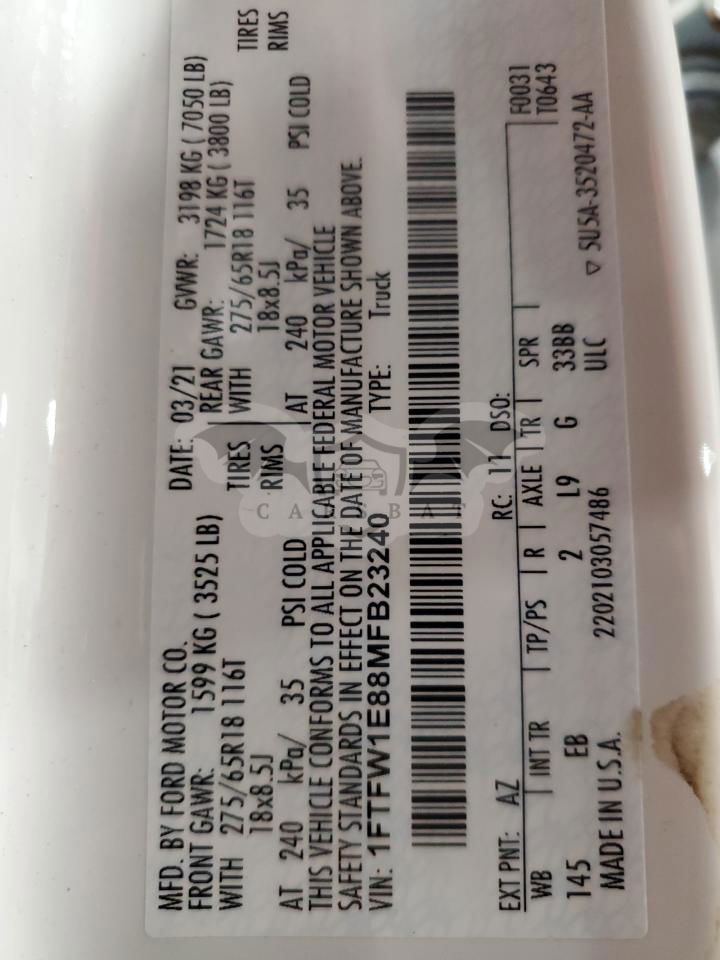 MFD. BY FORD MOTOR CO. DATE: 03/21 GVWR: 3198 KG ( 7050 LB)
FRONT GAWR: 1599 KG ( 3525 LB) REAR GAWR: 1724 KG ( 3800 LB)
WITH 275/65R18 116T TIRES WITH 275/65R18 116T TIRES
18x8.5J RIMS 18x8.5J RIMS
AT 240 kPa/ 35 PSI COLD AT 240 kPa/ 35 PSI COLD
THIS VEHICLE CONFORMS TO ALL APPLICABLE FEDERAL MOTOR VEHICLE
SAFETY STANDARDS IN EFFECT ON THE DATE OF MANUFACTURE SHOWN ABOVE.
VIN: 1FTFW1E88MFB23240 TYPE: Truck
F0031
T0643
EXT PNT: AZ RC: 11 DSO:
WB INT TR TP/PS R AXLE TR SPR
145 EB 2 L9 G 33BB
MADE IN U.S.A. 2202103057486 ULC
▽ SU5A-3520472-AA
CARSBAT